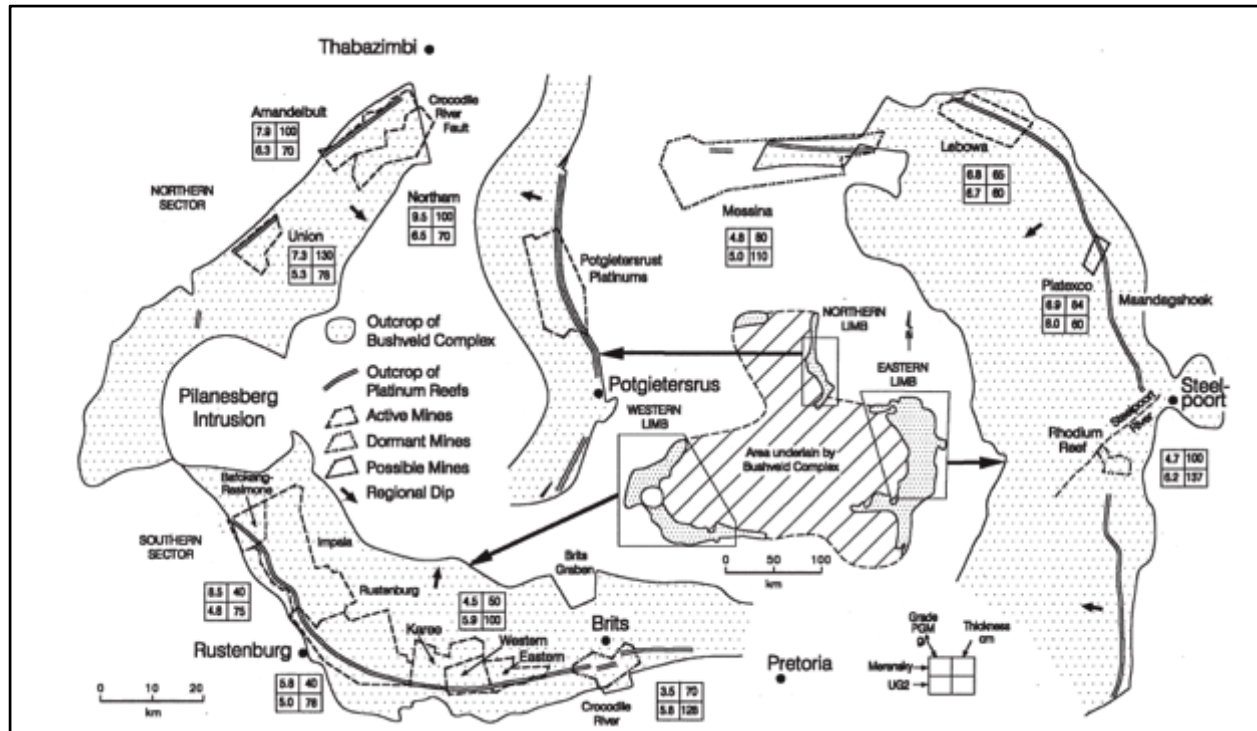 Thabazimbi
Amandelbult
7.9 100
6.3 70
Crocodile
River
Fault
NORTHERN
SECTOR
Northam
9.5 100
6.5 70
Union
7.3 130
5.3 78
Outcrop of
Bushveld Complex
Outcrop of
Platinum Reefs
Active Mines
Dormant Mines
Possible Mines
Regional Dip
Pilanesberg
Intrusion
Potgietersrust
Platinums
Potgietersrus
Messina
4.8 80
5.0 110
Lebowa
6.8 65
6.7 60
Platexco
6.9 84
6.0 60
Maandagshoek
Steel-
poort
Steelpoort
River
Rhodium
Reef
4.7 100
6.2 137
NORTHERN
LIMB
EASTERN
LIMB
WESTERN
LIMB
Area underlain by
Bushveld Complex
0 50 100
km
Bafokeng-
Rasimone
SOUTHERN
SECTOR
Impala
Rustenburg
8.5 40
4.8 75
4.5 50
5.9 100
Brits
Graben
Karee
Western
Eastern
Brits
Rustenburg
5.8 40
5.0 78
Crocodile
River
3.5 70
5.8 128
Pretoria
Grade
PGM
g/
Thickness
cm
Merensky
UG2
0 10 20
km